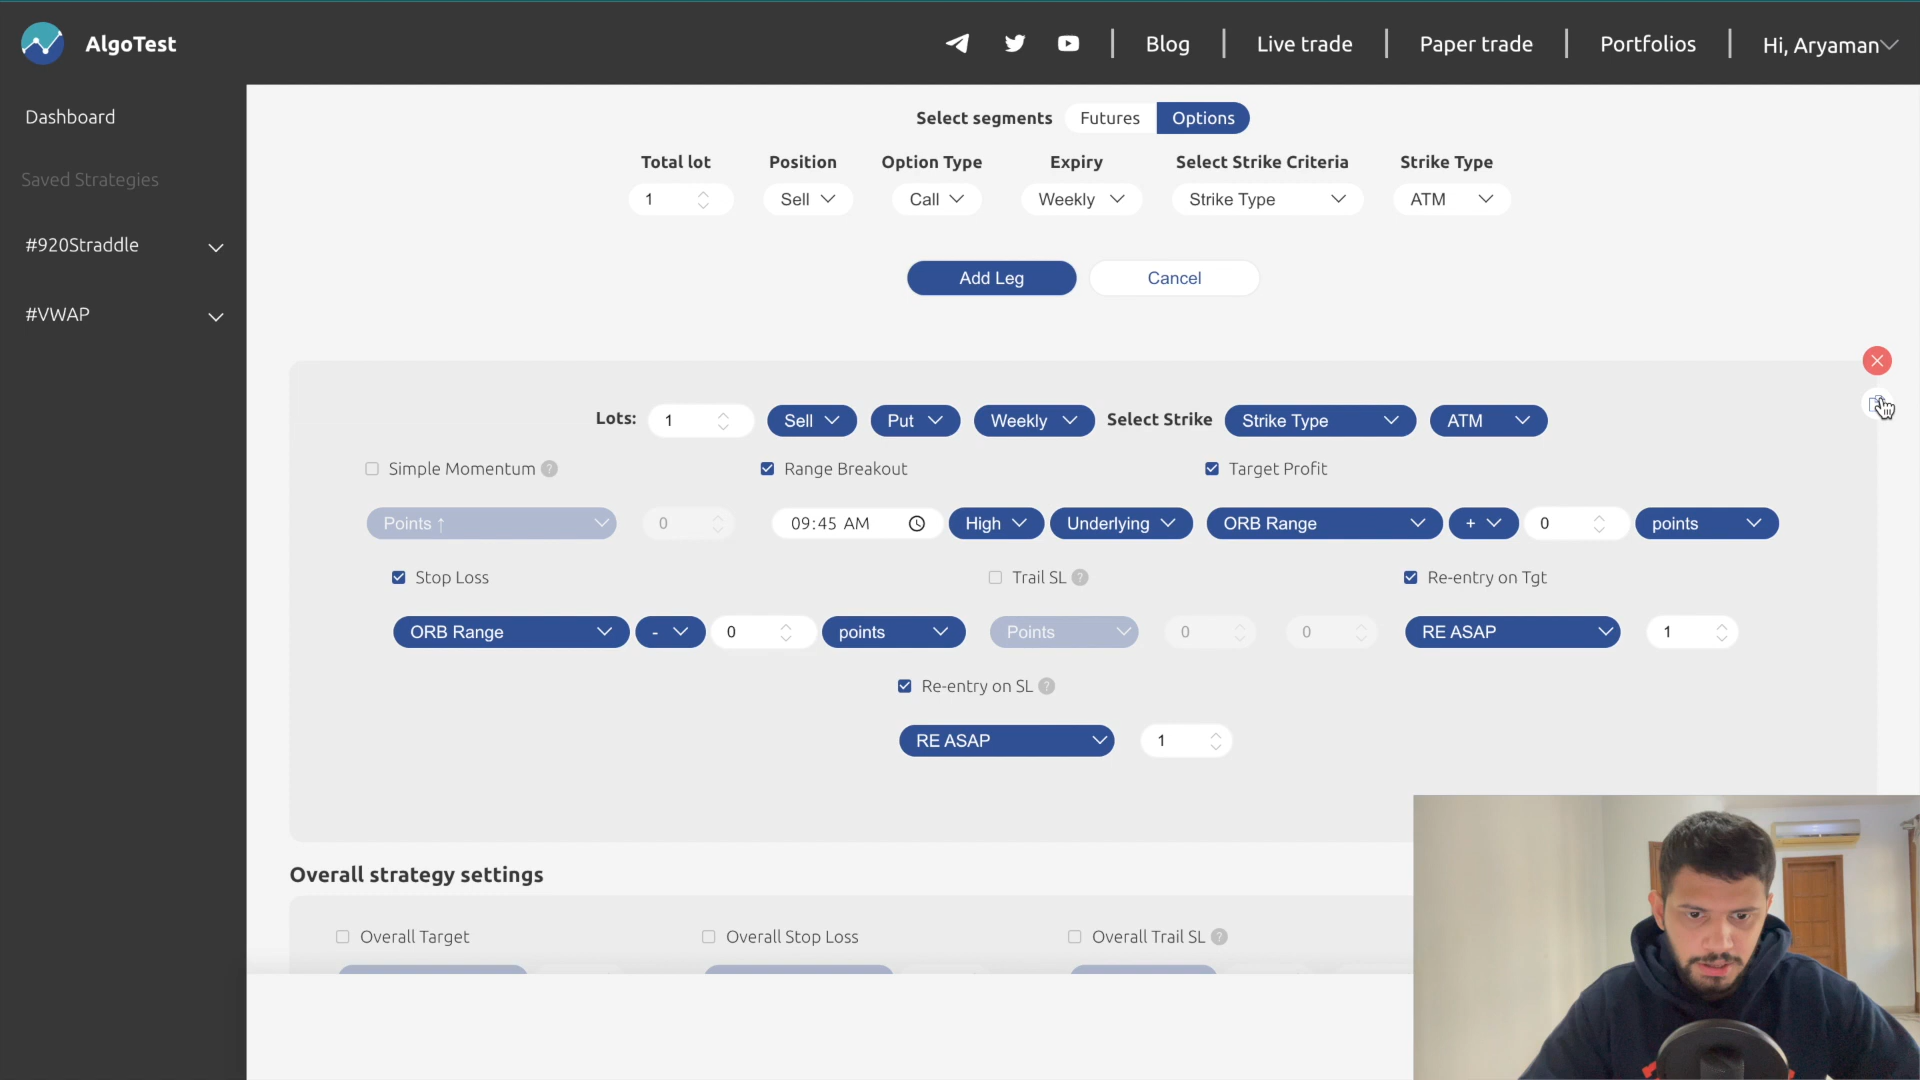 AlgoTest
Blog
Live trade
Paper trade
Portfolios
Hi, Aryaman
Dashboard
Saved Strategies
#920Straddle
#VWAP
Select segments Futures Options
Total lot Position Option Type Expiry Select Strike Criteria Strike Type
1 Sell Call Weekly Strike Type ATM
Add Leg Cancel
Lots: 1 Sell Put Weekly Select Strike Strike Type ATM
Simple Momentum ? Range Breakout Target Profit
Points ↑ 0 09:45 AM High Underlying ORB Range + 0 points
Stop Loss Trail SL ? Re-entry on Tgt
ORB Range - 0 points Points 0 0 RE ASAP 1
Re-entry on SL ?
RE ASAP 1
Overall strategy settings
Overall Target Overall Stop Loss Overall Trail SL ?